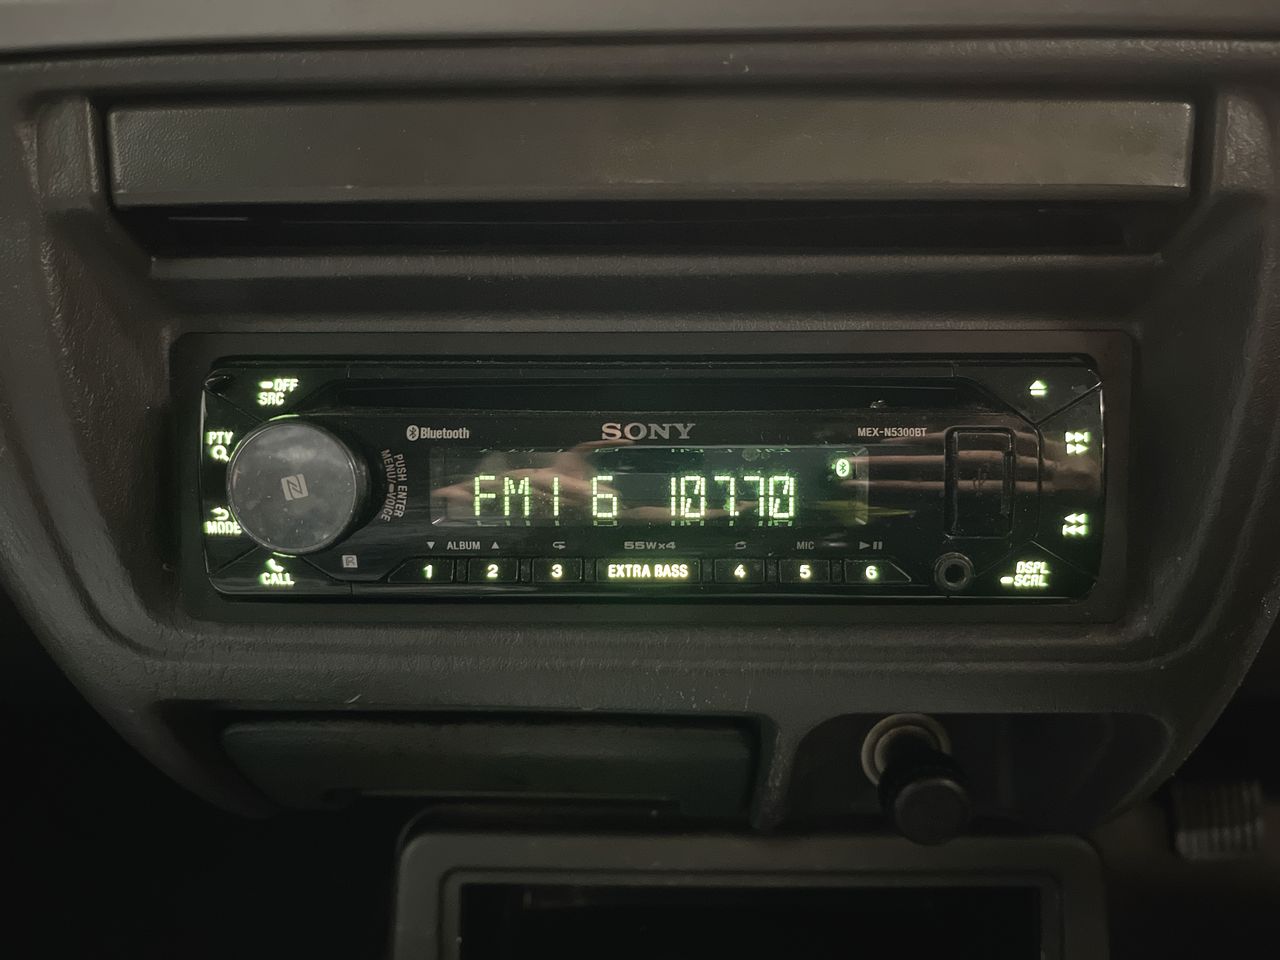 OFF
SRC
PTY
MODE
CALL
PUSH ENTER
MENU/ VOICE
Bluetooth
SONY
MEX-N5300BT
FM1 6 107.70
ALBUM
55W×4
MIC
1 2 3 EXTRA BASS 4 5 6
R
DSPL
SCRL